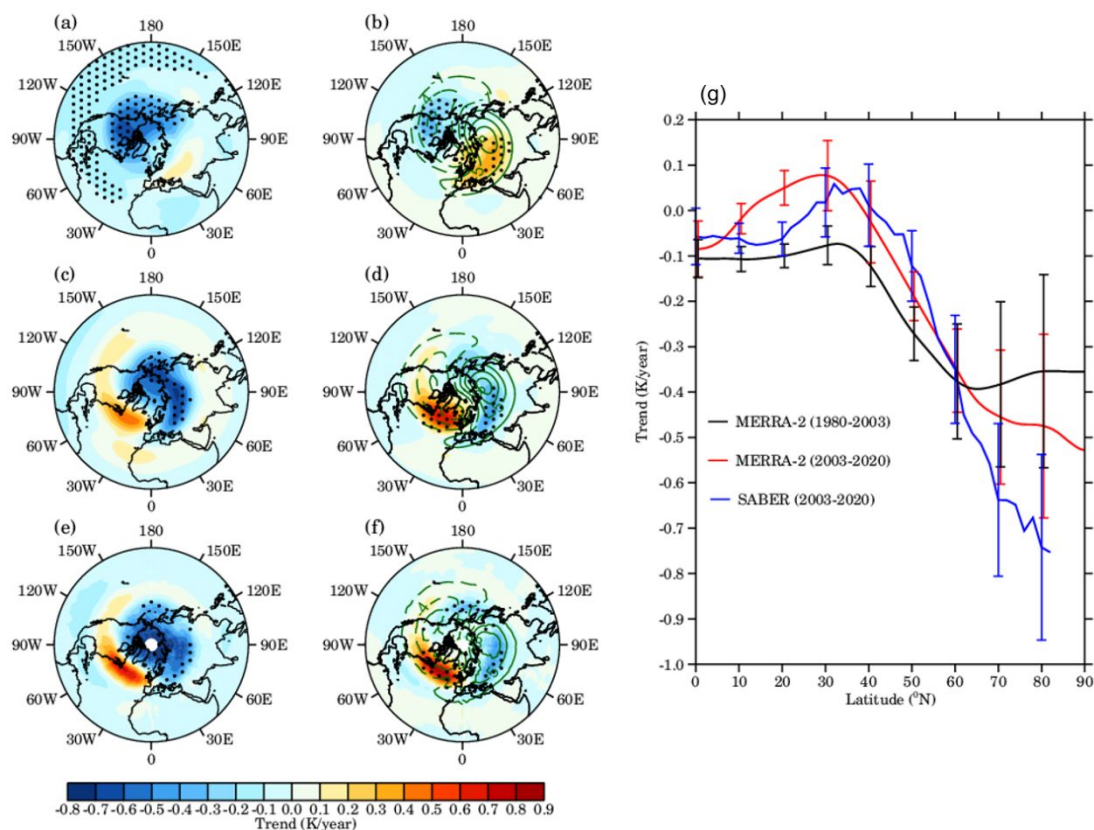 (a)
180
150W 150E
120W 120E
90W 90E
60W 60E
30W 30E
0
(b)
180
150W 150E
120W 120E
90W 90E
60W 60E
30W 30E
0
(c)
180
150W 150E
120W 120E
90W 90E
60W 60E
30W 30E
0
(d)
180
150W 150E
120W 120E
90W 90E
60W 60E
30W 30E
0
(e)
180
150W 150E
120W 120E
90W 90E
60W 60E
30W 30E
0
(f)
180
150W 150E
120W 120E
90W 90E
60W 60E
30W 30E
0
-0.8 -0.7 -0.6 -0.5 -0.4 -0.3 -0.2 -0.1 0.0 0.1 0.2 0.3 0.4 0.5 0.6 0.7 0.8 0.9
Trend (K/year)
(g)
0.2
0.1
0.0
-0.1
-0.2
-0.3
-0.4
-0.5
-0.6
-0.7
-0.8
-0.9
-1.0
Trend (K/year)
MERRA-2 (1980-2003)
MERRA-2 (2003-2020)
SABER (2003-2020)
0 10 20 30 40 50 60 70 80 90
Latitude (°N)